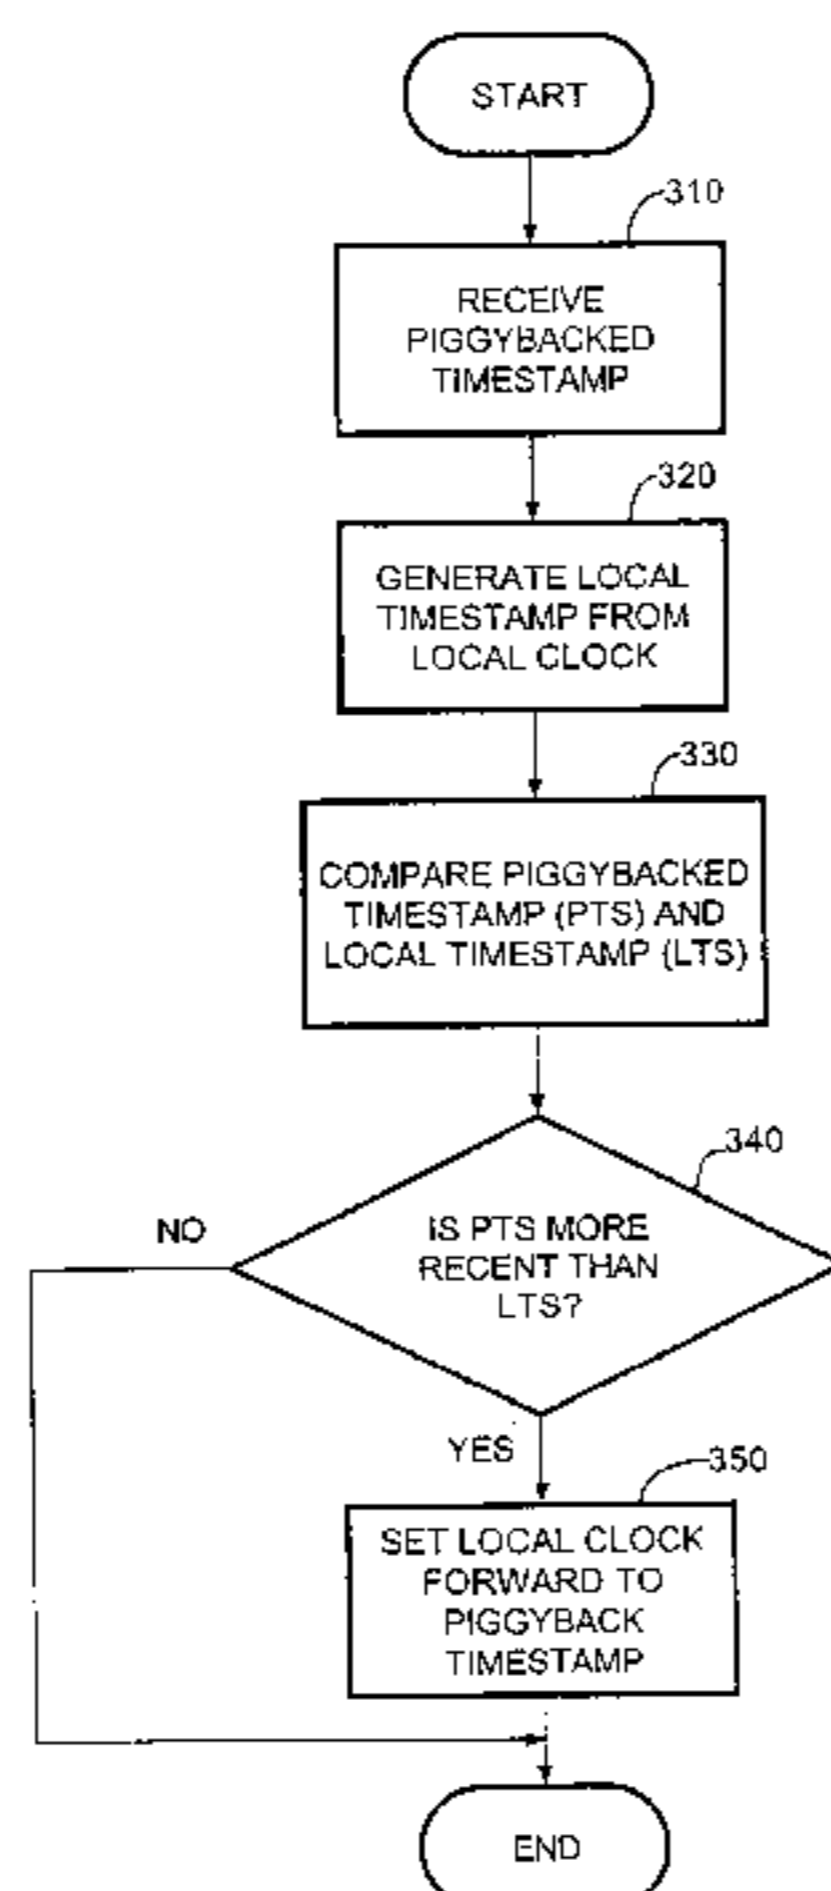 START
310
RECEIVE
PIGGYBACKED
TIMESTAMP
320
GENERATE LOCAL
TIMESTAMP FROM
LOCAL CLOCK
330
COMPARE PIGGYBACKED
TIMESTAMP (PTS) AND
LOCAL TIMESTAMP (LTS)
340
NO
IS PTS MORE
RECENT THAN
LTS?
YES
350
SET LOCAL CLOCK
FORWARD TO
PIGGYBACK
TIMESTAMP
END